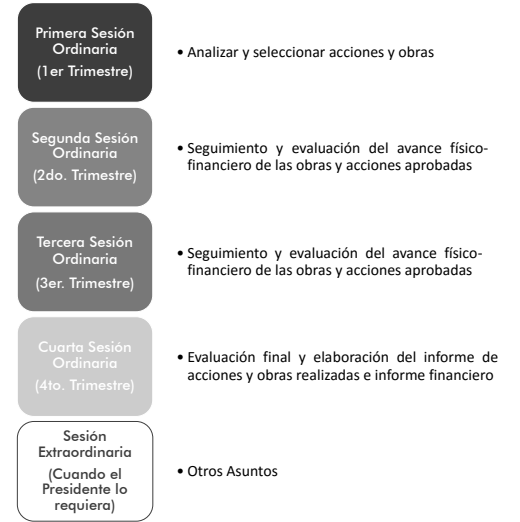 Primera Sesión
Ordinaria
(1er Trimestre)
• Analizar y seleccionar acciones y obras
Segunda Sesión
Ordinaria
(2do. Trimestre)
• Seguimiento y evaluación del avance físico-
financiero de las obras y acciones aprobadas
Tercera Sesión
Ordinaria
(3er. Trimestre)
• Seguimiento y evaluación del avance físico-
financiero de las obras y acciones aprobadas
Cuarta Sesión
Ordinaria
(4to. Trimestre)
• Evaluación final y elaboración del informe de
acciones y obras realizadas e informe financiero
Sesión
Extraordinaria
(Cuando el
Presidente lo
requiera)
• Otros Asuntos